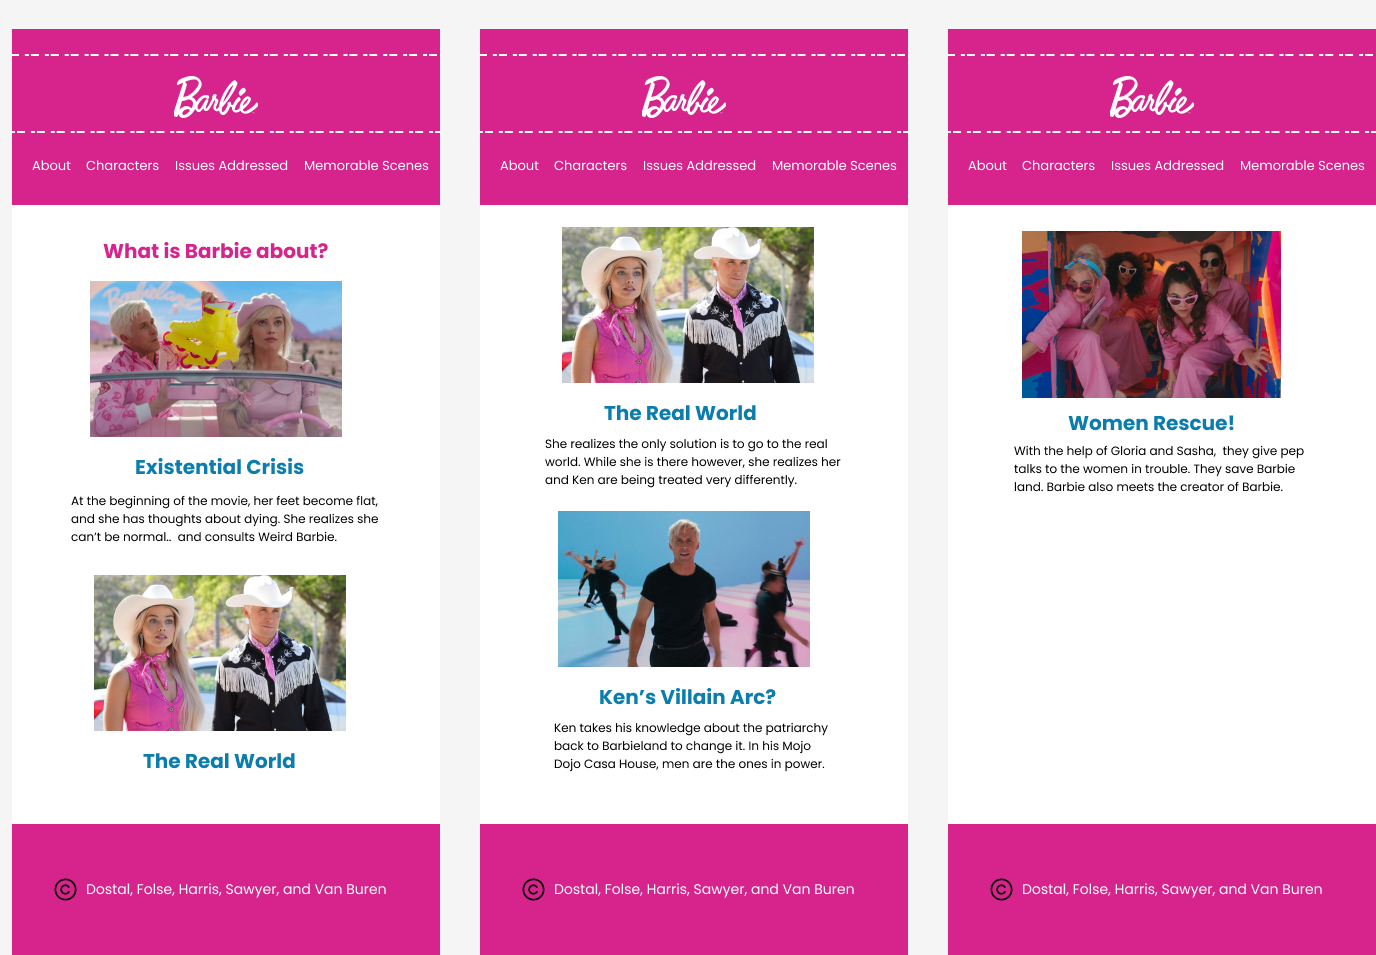 Barbie
About Characters Issues Addressed Memorable Scenes
What is Barbie about?
Barbieland
Existential Crisis
At the beginning of the movie, her feet become flat,
and she has thoughts about dying. She realizes she
can't be normal.. and consults Weird Barbie.
The Real World
Dostal, Folse, Harris, Sawyer, and Van Buren
Barbie
About Characters Issues Addressed Memorable Scenes
The Real World
She realizes the only solution is to go to the real
world. While she is there however, she realizes her
and Ken are being treated very differently.
Ken’s Villain Arc?
Ken takes his knowledge about the patriarchy
back to Barbieland to change it. In his Mojo
Dojo Casa House, men are the ones in power.
© Dostal, Folse, Harris, Sawyer, and Van Buren
Barbie
About Characters Issues Addressed Memorable Scenes
Women Rescue!
With the help of Gloria and Sasha,  they give pep
talks to the women in trouble. They save Barbie
land. Barbie also meets the creator of Barbie.
© Dostal, Folse, Harris, Sawyer, and Van Buren